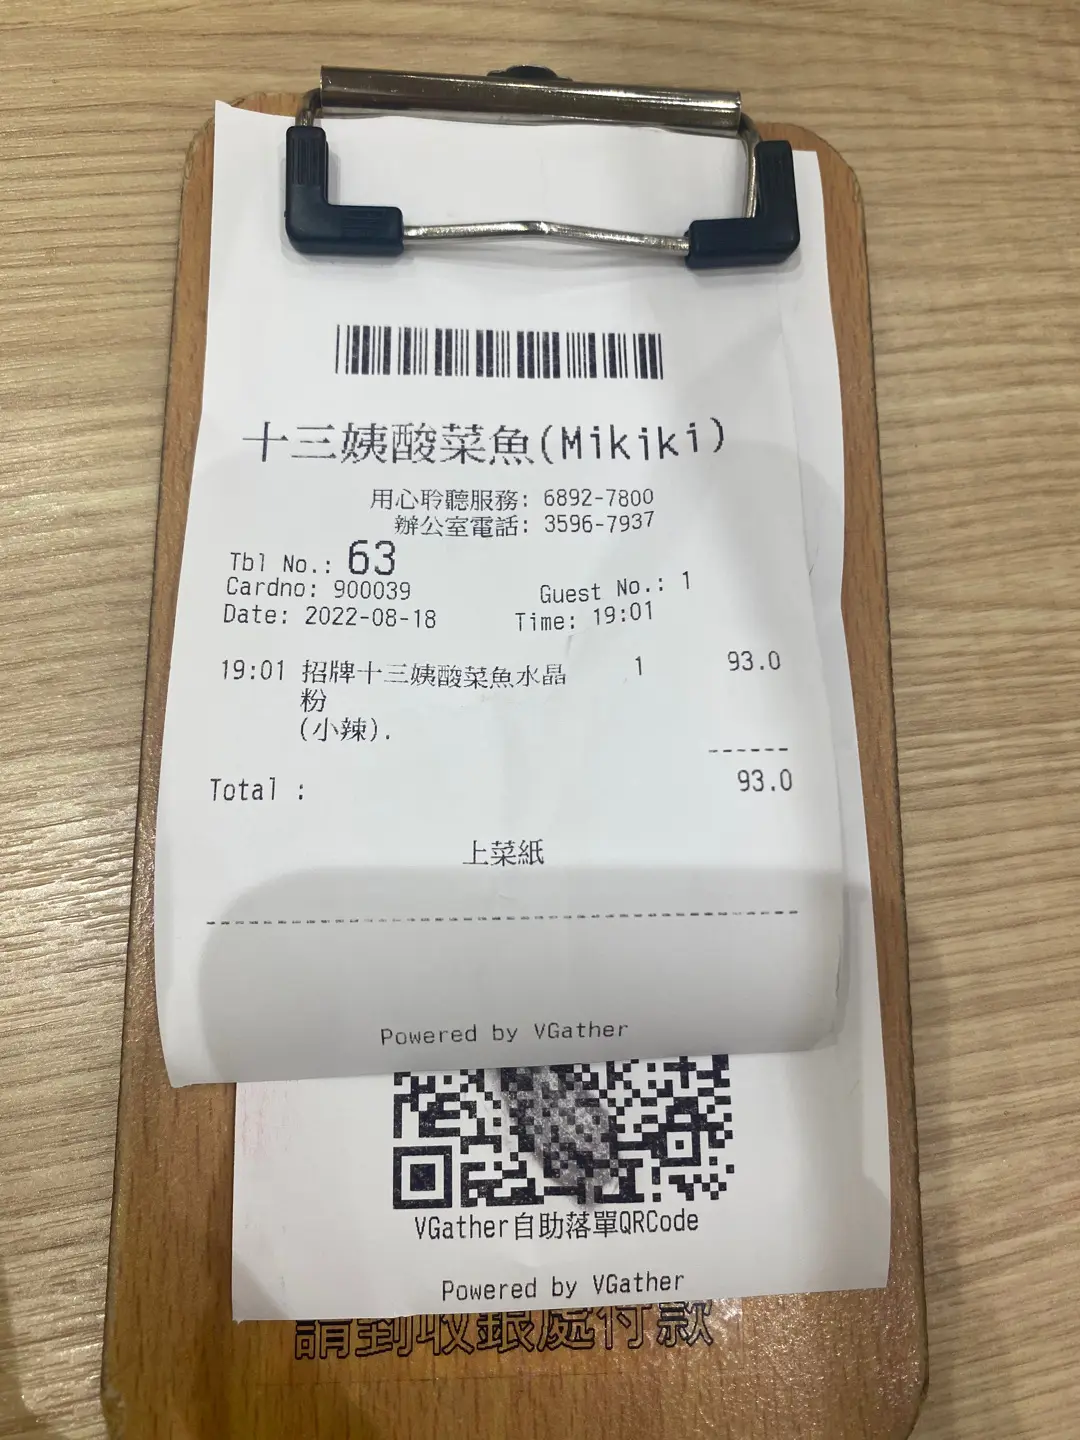 十三姨酸菜魚(Mikiki)
用心聆聽服務: 6892-7800
辦公室電話: 3596-7937
Tbl No.: 63
Cardno: 900039 Guest No.: 1
Date: 2022-08-18 Time: 19:01
19:01 招牌十三姨酸菜魚水晶 1 93.0
粉
(小辣).
------
Total : 93.0
上菜紙
Powered by VGather
VGather自助落單QRCode
Powered by VGather
請到收銀處付款